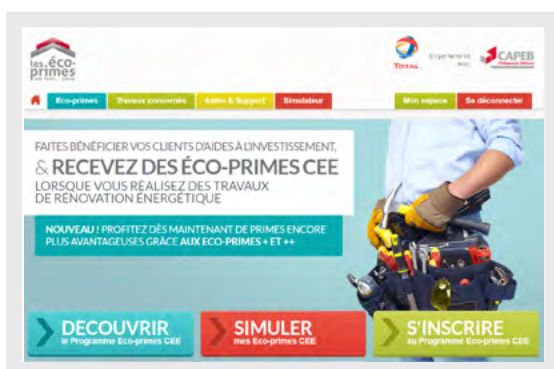 les éco-
primes
TOTAL
En partenariat
avec
CAPEB
Eco-primes Travaux concernés Aides & Support Simulateur Mon espace Se déconnecter
FAITES BÉNÉFICIER VOS CLIENTS D'AIDES À L'INVESTISSEMENT,
& RECEVEZ DES ÉCO-PRIMES CEE
LORSQUE VOUS RÉALISEZ DES TRAVAUX
DE RÉNOVATION ÉNERGÉTIQUE
NOUVEAU ! PROFITEZ DÈS MAINTENANT DE PRIMES ENCORE
PLUS AVANTAGEUSES GRÂCE AUX ECO-PRIMES + ET ++
DECOUVRIR
le Programme Eco-primes CEE
SIMULER
mes Eco-primes CEE
S'INSCRIRE
au Programme Eco-primes CEE